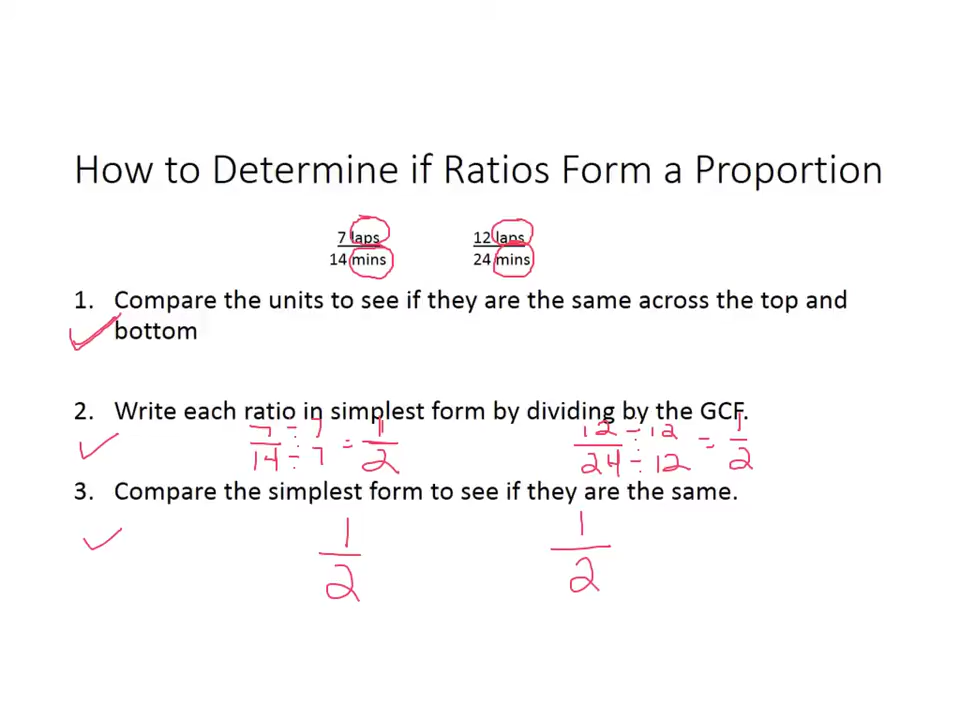 How to Determine if Ratios Form a Proportion
7 laps 12 laps
14 mins 24 mins
1. Compare the units to see if they are the same across the top and
bottom
2. Write each ratio in simplest form by dividing by the GCF.
7 ÷ 7 = 1 12 ÷ 12 = 1
14 ÷ 7 2 24 ÷ 12 2
3. Compare the simplest form to see if they are the same.
1 1
2 2